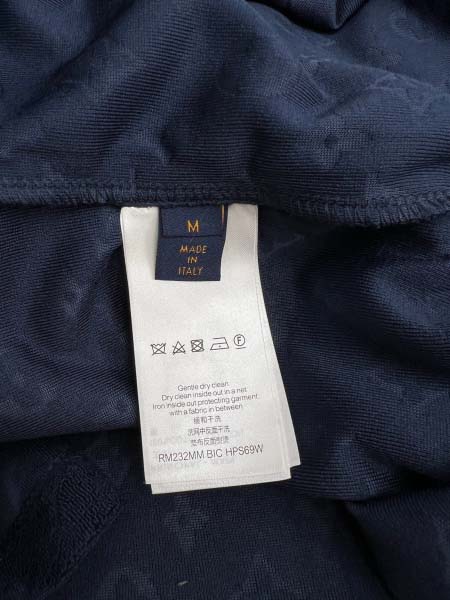 M
MADE
IN
ITALY
Gentle dry clean
Dry clean inside out in a net
Iron inside out protecting garment
with a fabric in between
缓和干洗
洗网中反面干洗
垫布反面熨烫
RM232MM BIC HPS69W